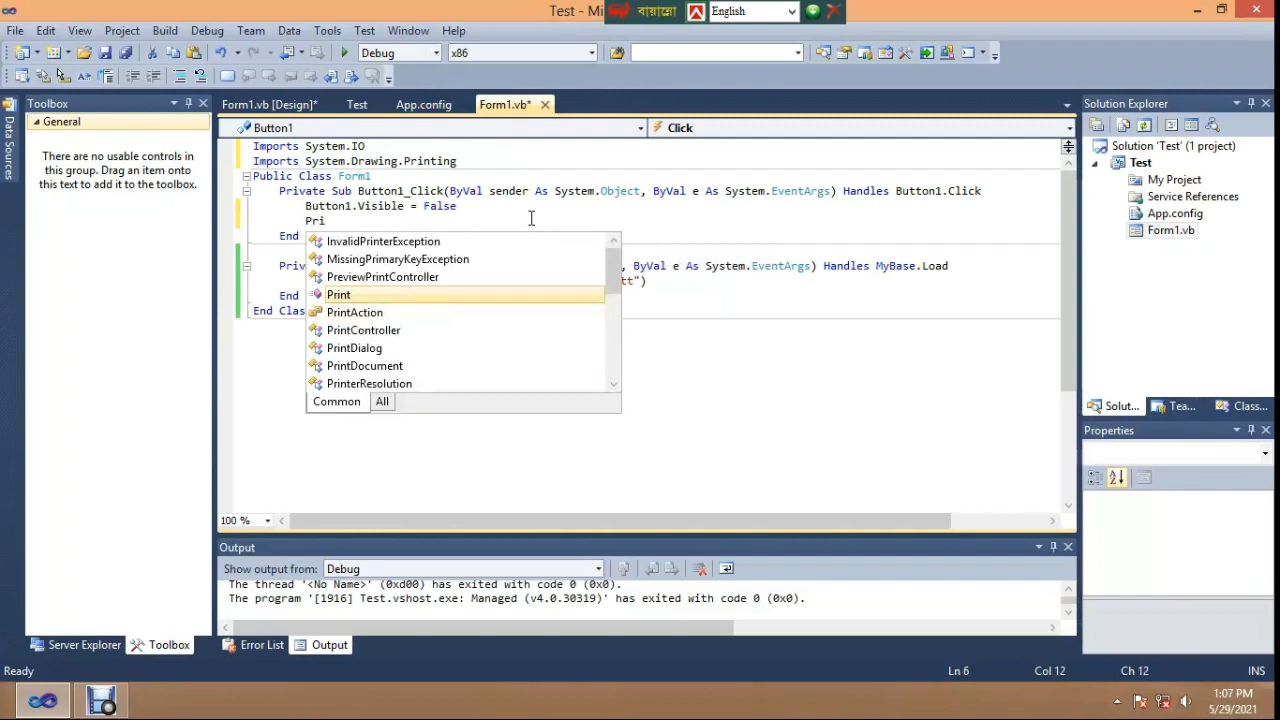 Test - Mi
বায়ান্নো
English
File Edit View Project Build Debug Team Data Tools Test Window Help
Debug x86
Toolbox
General
There are no usable controls in
this group. Drag an item onto
this text to add it to the toolbox.
Data Sources
Form1.vb [Design]* Test App.config Form1.vb*
Button1 Click
Imports System.IO
Imports System.Drawing.Printing
Public Class Form1
Private Sub Button1_Click(ByVal sender As System.Object, ByVal e As System.EventArgs) Handles Button1.Click
Button1.Visible = False
Pri
End
Priv , ByVal e As System.EventArgs) Handles MyBase.Load
tt")
End
End Clas
InvalidPrinterException
MissingPrimaryKeyException
PreviewPrintController
Print
PrintAction
PrintController
PrintDialog
PrintDocument
PrinterResolution
Common All
100 %
Output
Show output from: Debug
The thread '<No Name>' (0xd00) has exited with code 0 (0x0).
The program '[1916] Test.vshost.exe: Managed (v4.0.30319)' has exited with code 0 (0x0).
Server Explorer Toolbox Error List Output
Solution Explorer
Solution 'Test' (1 project)
Test
My Project
Service References
App.config
Form1.vb
Solut... Tea... Class...
Properties
Ready Ln 6 Col 12 Ch 12 INS
1:07 PM
5/29/2021